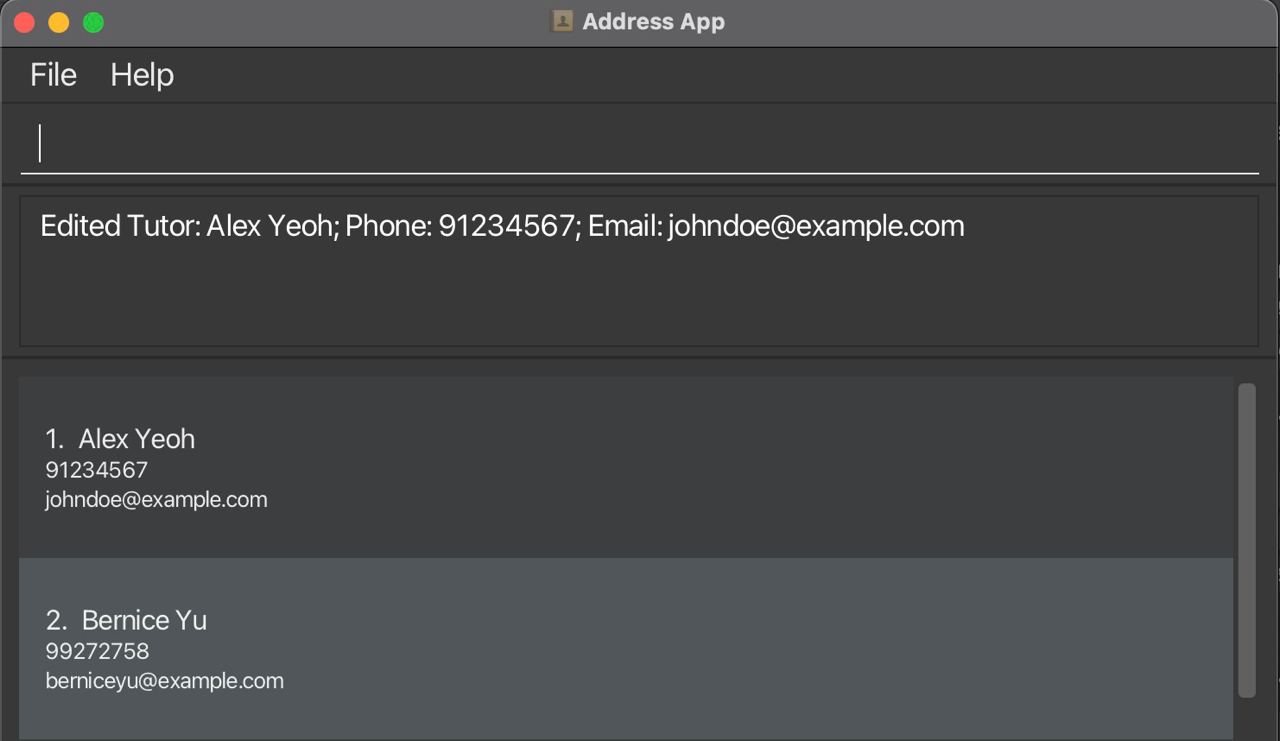 Address App
File Help
Edited Tutor: Alex Yeoh; Phone: 91234567; Email: johndoe@example.com
1. Alex Yeoh
91234567
johndoe@example.com
2. Bernice Yu
99272758
berniceyu@example.com